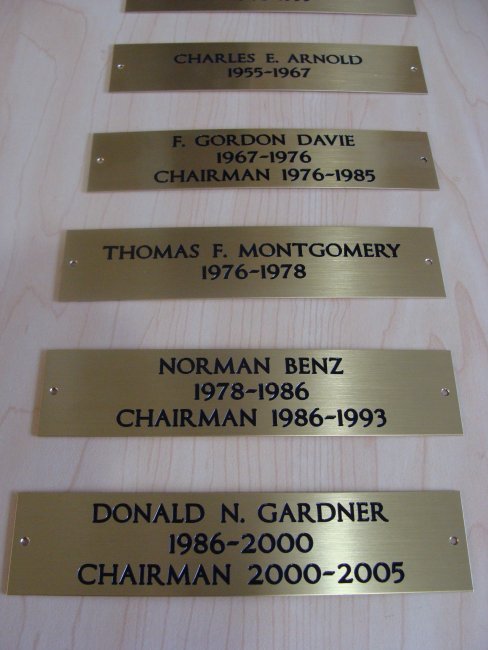 CHARLES E. ARNOLD
1955-1967
F. GORDON DAVIE
1967-1976
CHAIRMAN 1976-1985
THOMAS F. MONTGOMERY
1976-1978
NORMAN BENZ
1978-1986
CHAIRMAN 1986-1993
DONALD N. GARDNER
1986-2000
CHAIRMAN 2000-2005